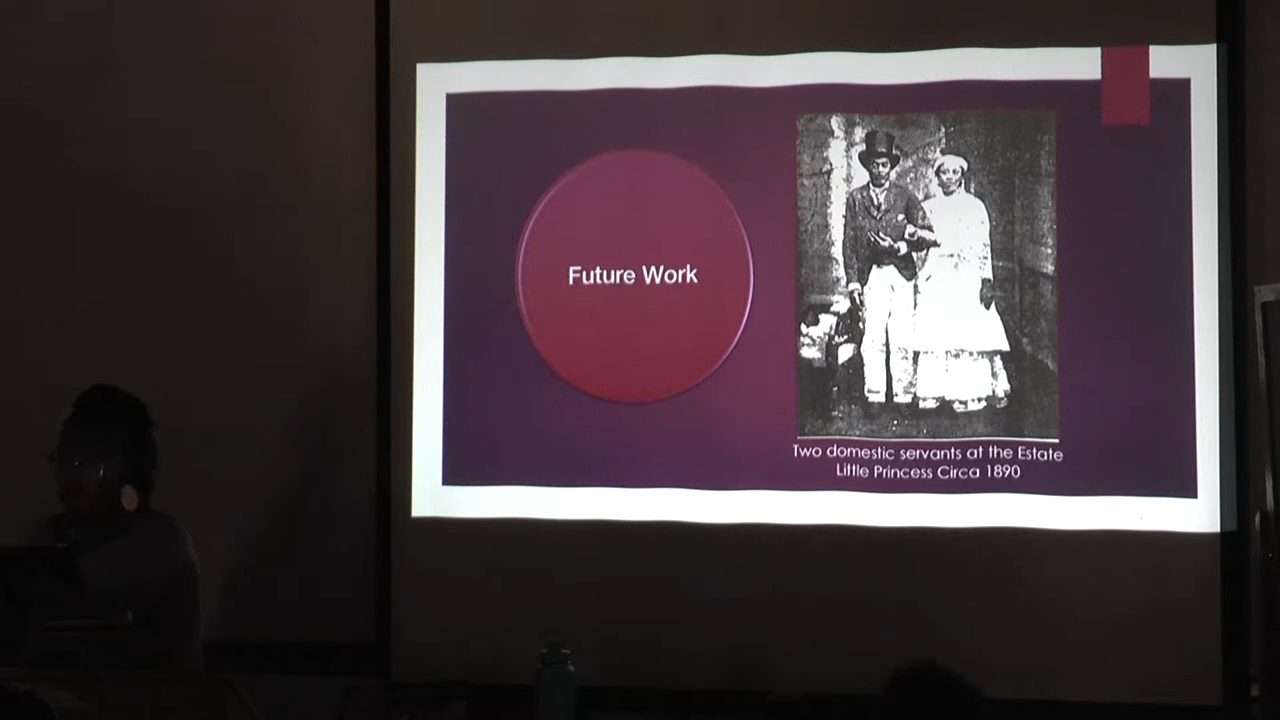 Future Work
Two domestic servants at the Estate
Little Princess Circa 1890